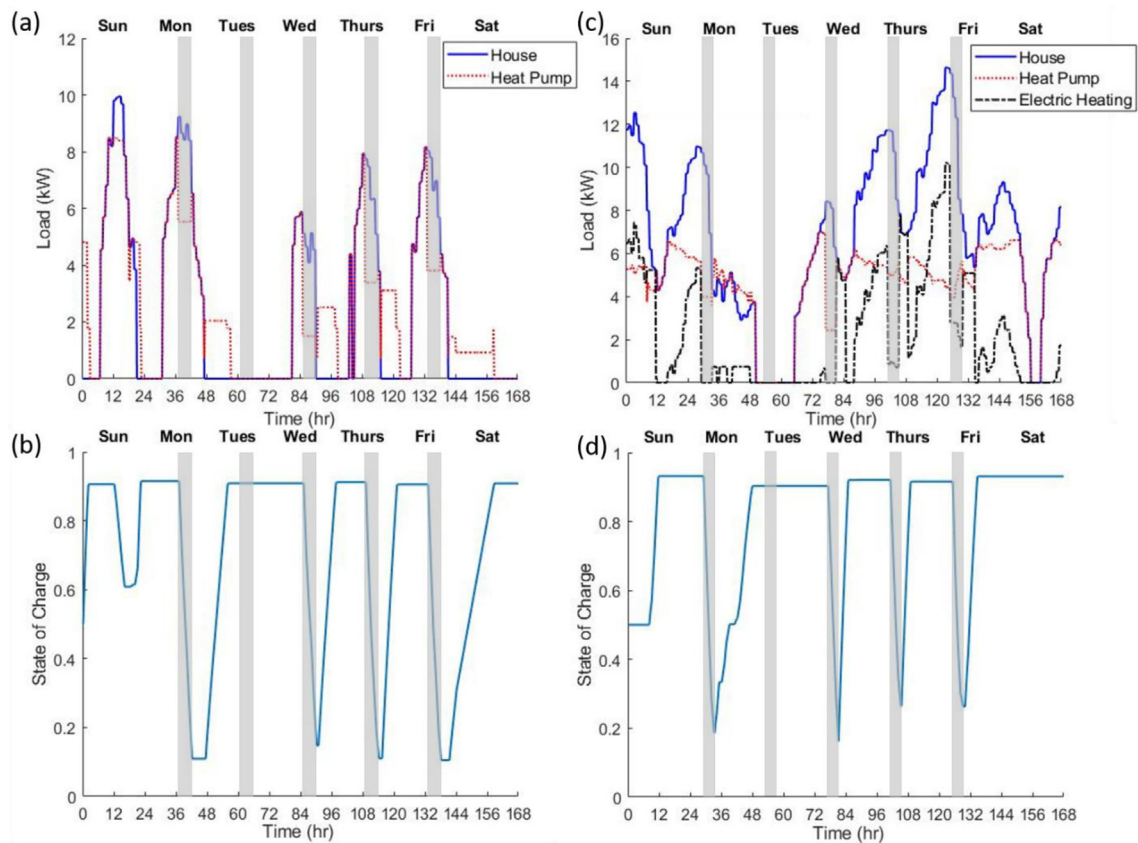 (a)
Sun Mon Tues Wed Thurs Fri Sat
12
10
8
6
4
2
0
Load (kW)
House
Heat Pump
0 12 24 36 48 60 72 84 96 108 120 132 144 156 168
Time (hr)
(b)
Sun Mon Tues Wed Thurs Fri Sat
1
0.8
0.6
0.4
0.2
0
State of Charge
0 12 24 36 48 60 72 84 96 108 120 132 144 156 168
Time (hr)
(c)
Sun Mon Tues Wed Thurs Fri Sat
16
14
12
10
8
6
4
2
0
Load (kW)
House
Heat Pump
Electric Heating
0 12 24 36 48 60 72 84 96 108 120 132 144 156 168
Time (hr)
(d)
Sun Mon Tues Wed Thurs Fri Sat
1
0.8
0.6
0.4
0.2
0
State of Charge
0 12 24 36 48 60 72 84 96 108 120 132 144 156 168
Time (hr)